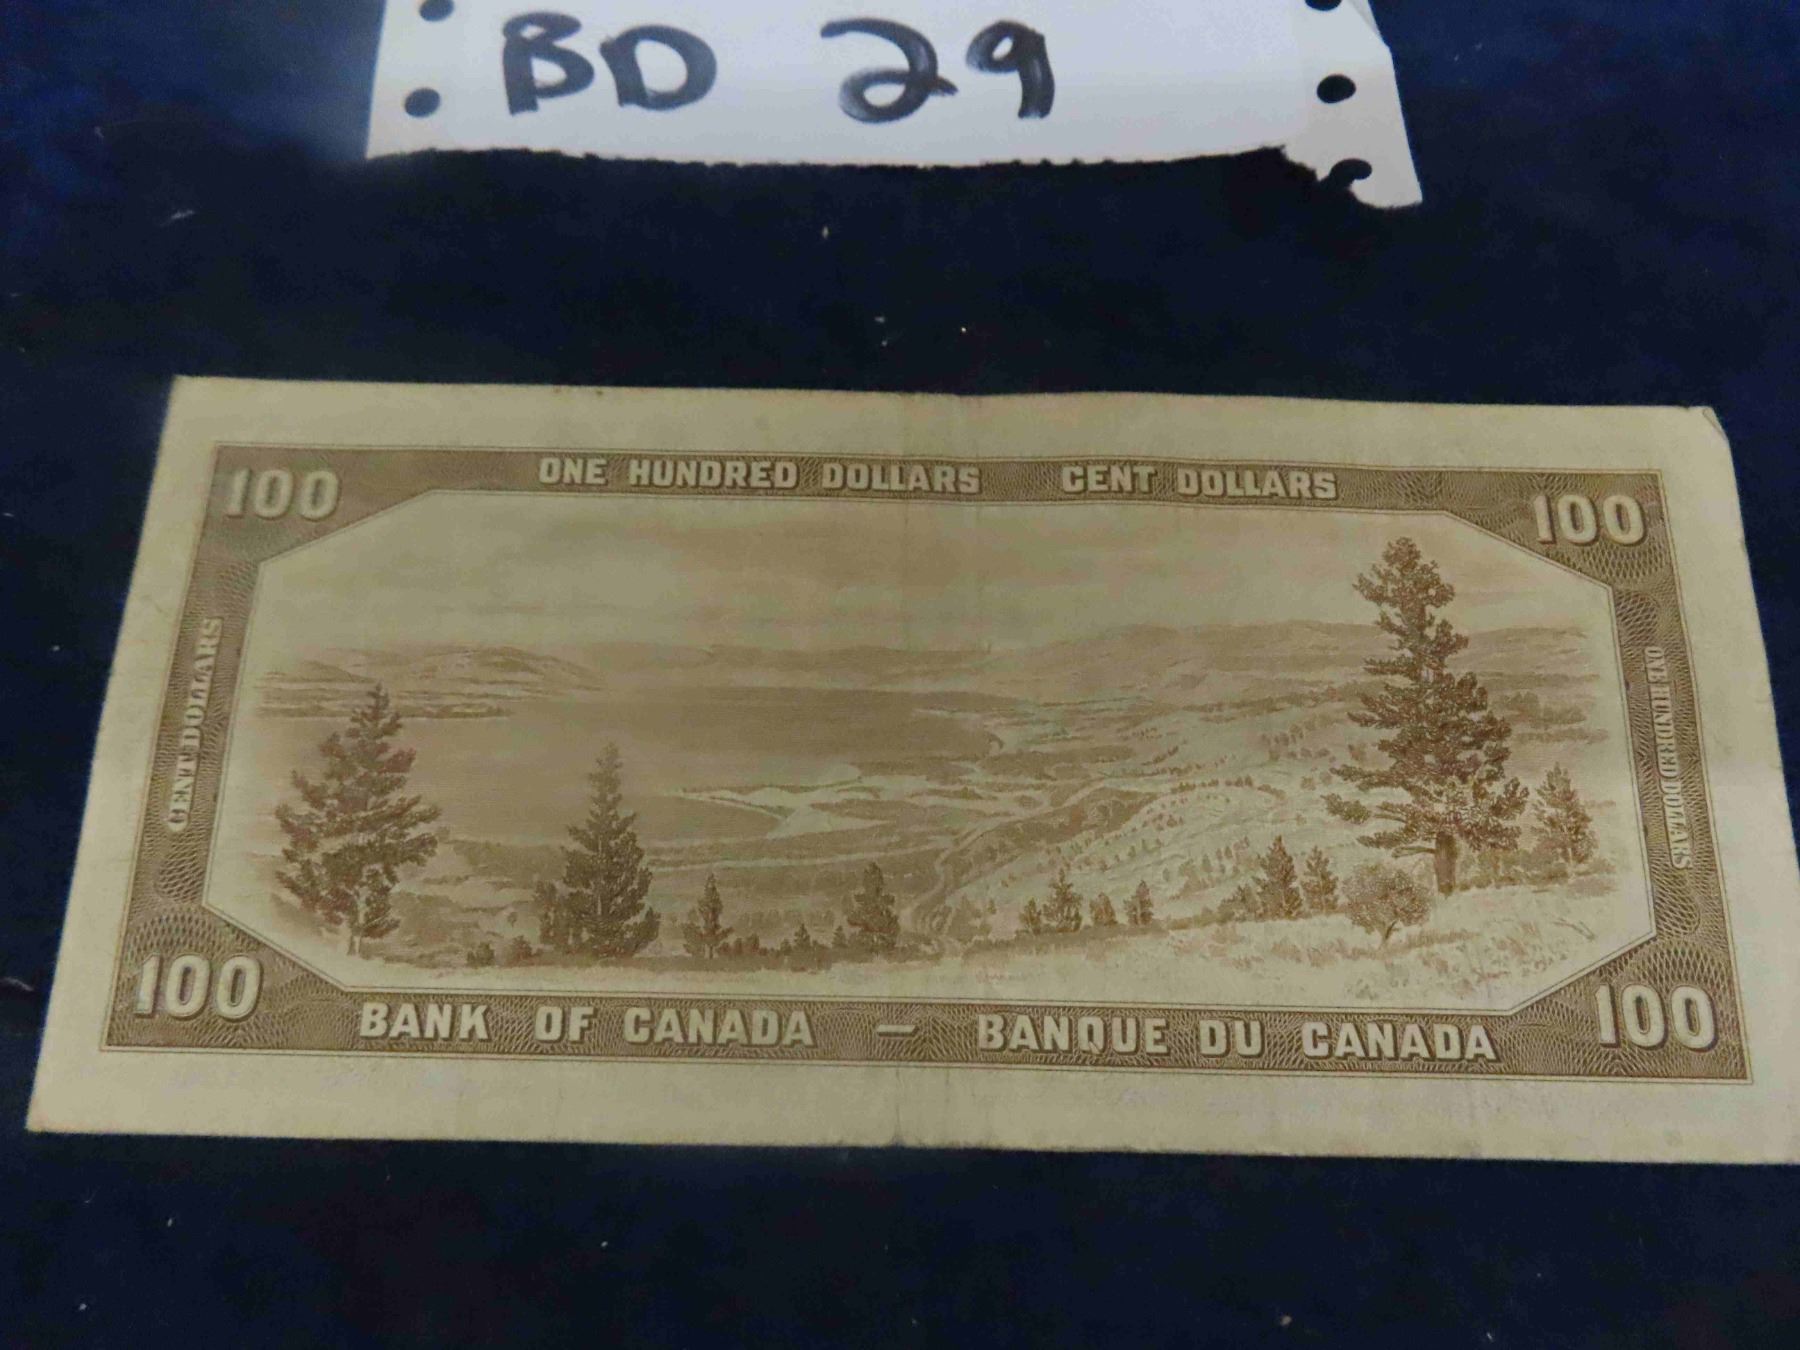 BD 29
100 ONE HUNDRED DOLLARS CENT DOLLARS 100
CENT DOLLARS
ONE HUNDRED DOLLARS
100 BANK OF CANADA — BANQUE DU CANADA 100